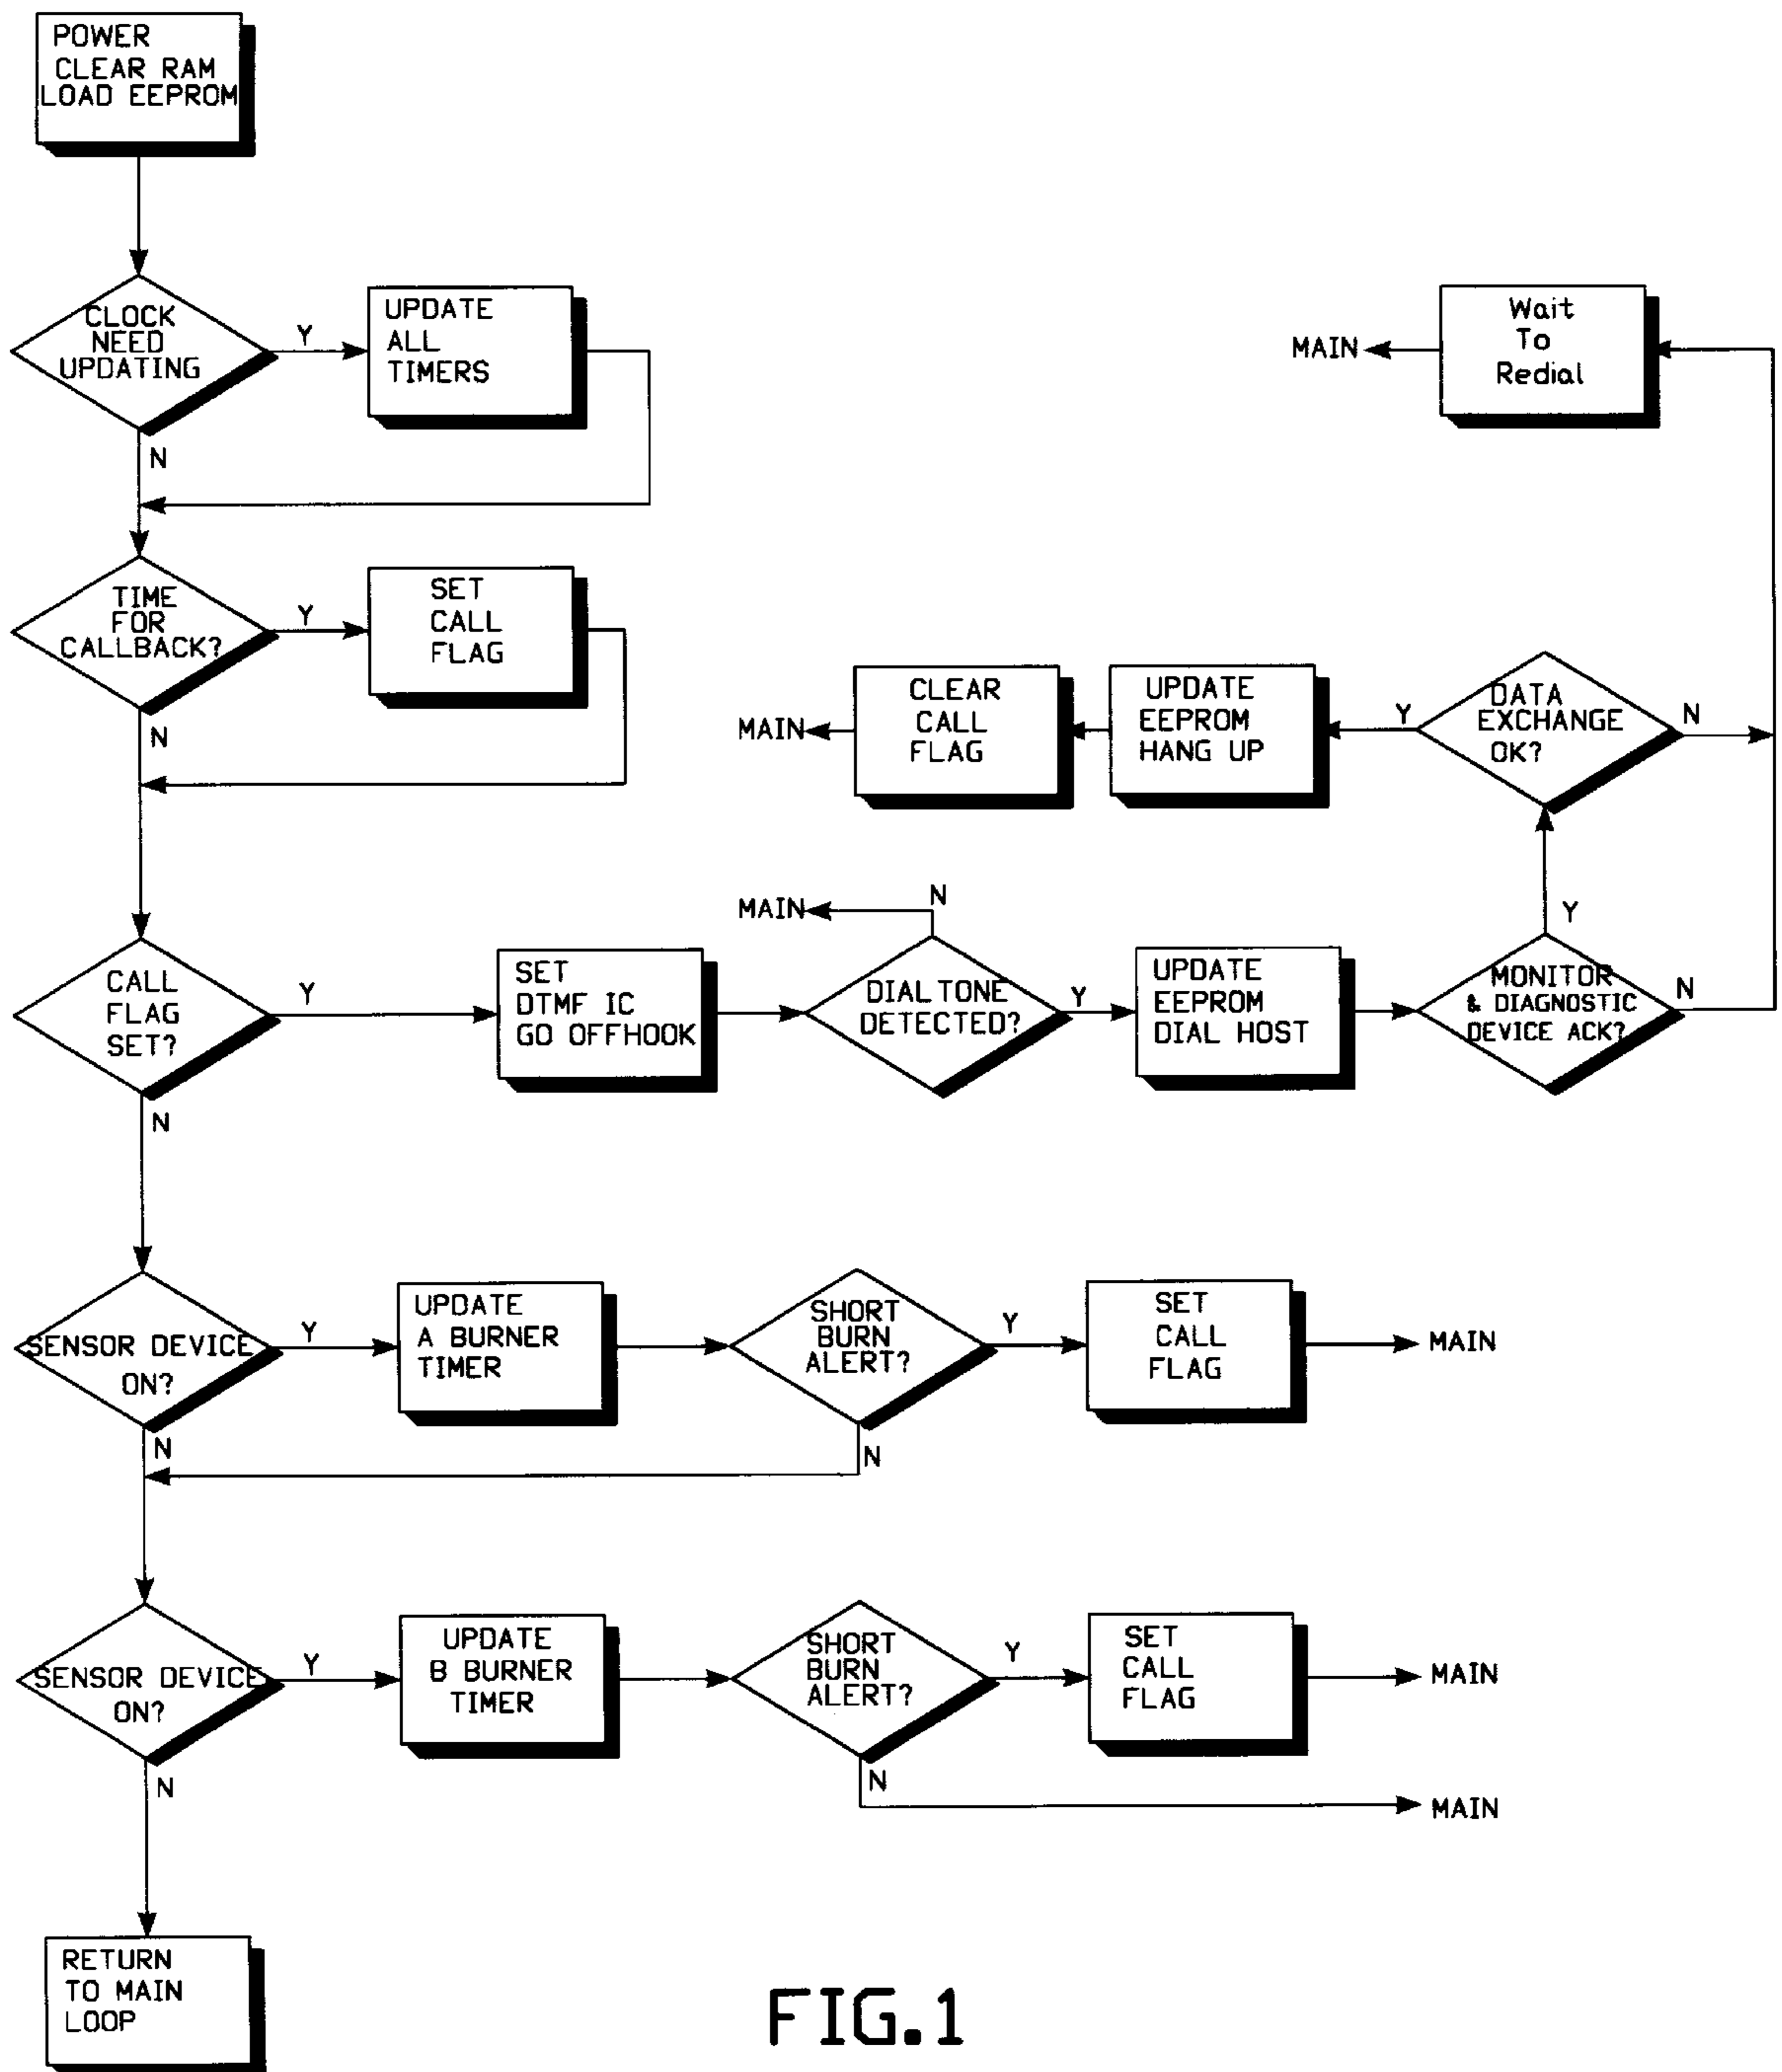 POWER
CLEAR RAM
LOAD EEPROM
CLOCK
NEED
UPDATING
Y
N
UPDATE
ALL
TIMERS
MAIN
Wait
To
Redial
TIME
FOR
CALLBACK?
Y
N
SET
CALL
FLAG
MAIN
CLEAR
CALL
FLAG
UPDATE
EEPROM
HANG UP
Y
DATA
EXCHANGE
OK?
N
CALL
FLAG
SET?
Y
N
SET
DTMF IC
GO OFFHOOK
MAIN
N
DIAL TONE
DETECTED?
Y
UPDATE
EEPROM
DIAL HOST
Y
MONITOR
& DIAGNOSTIC
DEVICE ACK?
N
SENSOR DEVICE
ON?
Y
N
UPDATE
A BURNER
TIMER
SHORT
BURN
ALERT?
Y
N
SET
CALL
FLAG
MAIN
SENSOR DEVICE
ON?
Y
N
UPDATE
B BURNER
TIMER
SHORT
BURN
ALERT?
Y
N
SET
CALL
FLAG
MAIN
MAIN
RETURN
TO MAIN
LOOP
FIG.1